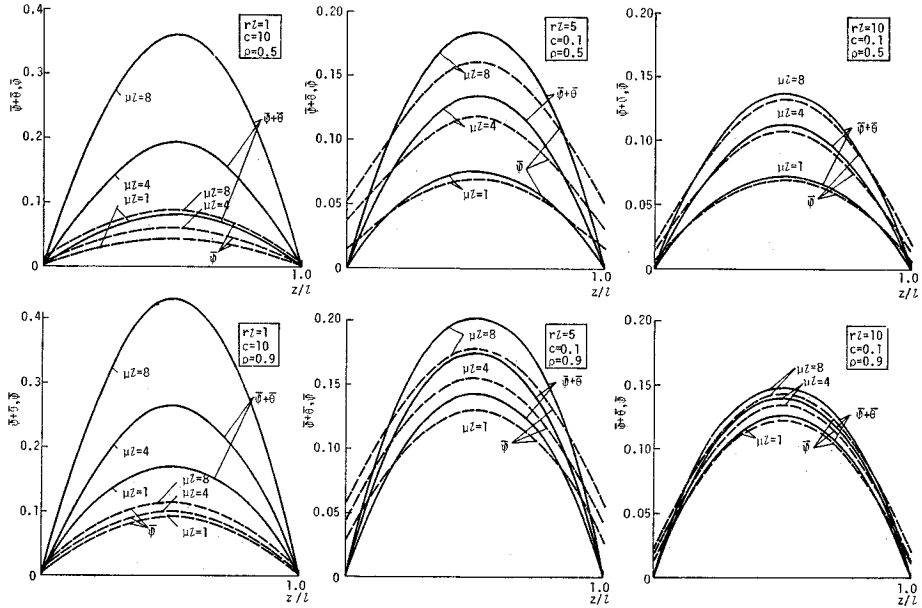 0.4
ψ̄+θ̄,ψ̄
0.3
0.2
0.1
0
rl=1
c=10
ρ=0.5
μl=8
ψ̄+θ̄
μl=4
μl=1
μl=8
μl=4
ψ̄
1.0
z/l
0.20
ψ̄+θ̄,ψ̄
0.15
0.10
0.05
0.00
rl=5
c=0.1
ρ=0.5
μl=8
ψ̄+θ̄
μl=4
ψ̄
μl=1
1.0
z/l
0.20
ψ̄+θ̄,ψ̄
0.15
0.10
0.05
0.00
rl=10
c=0.1
ρ=0.5
μl=8
μl=4
ψ̄+θ̄
μl=1
ψ̄
1.0
z/l
0.4
ψ̄+θ̄,ψ̄
0.3
0.2
0.1
0
rl=1
c=10
ρ=0.9
μl=8
ψ̄+θ̄
μl=4
μl=1
μl=8
μl=4
ψ̄
μl=1
1.0
z/l
0.20
ψ̄+θ̄,ψ̄
0.15
0.10
0.05
0.00
rl=5
c=0.1
ρ=0.9
μl=8
μl=4
ψ̄+θ̄
μl=1
ψ̄
1.0
z/l
0.20
ψ̄+θ̄,ψ̄
0.15
0.10
0.05
0.00
rl=10
c=0.1
ρ=0.9
μl=8
μl=4
ψ̄+θ̄
μl=1
ψ̄
1.0
z/l